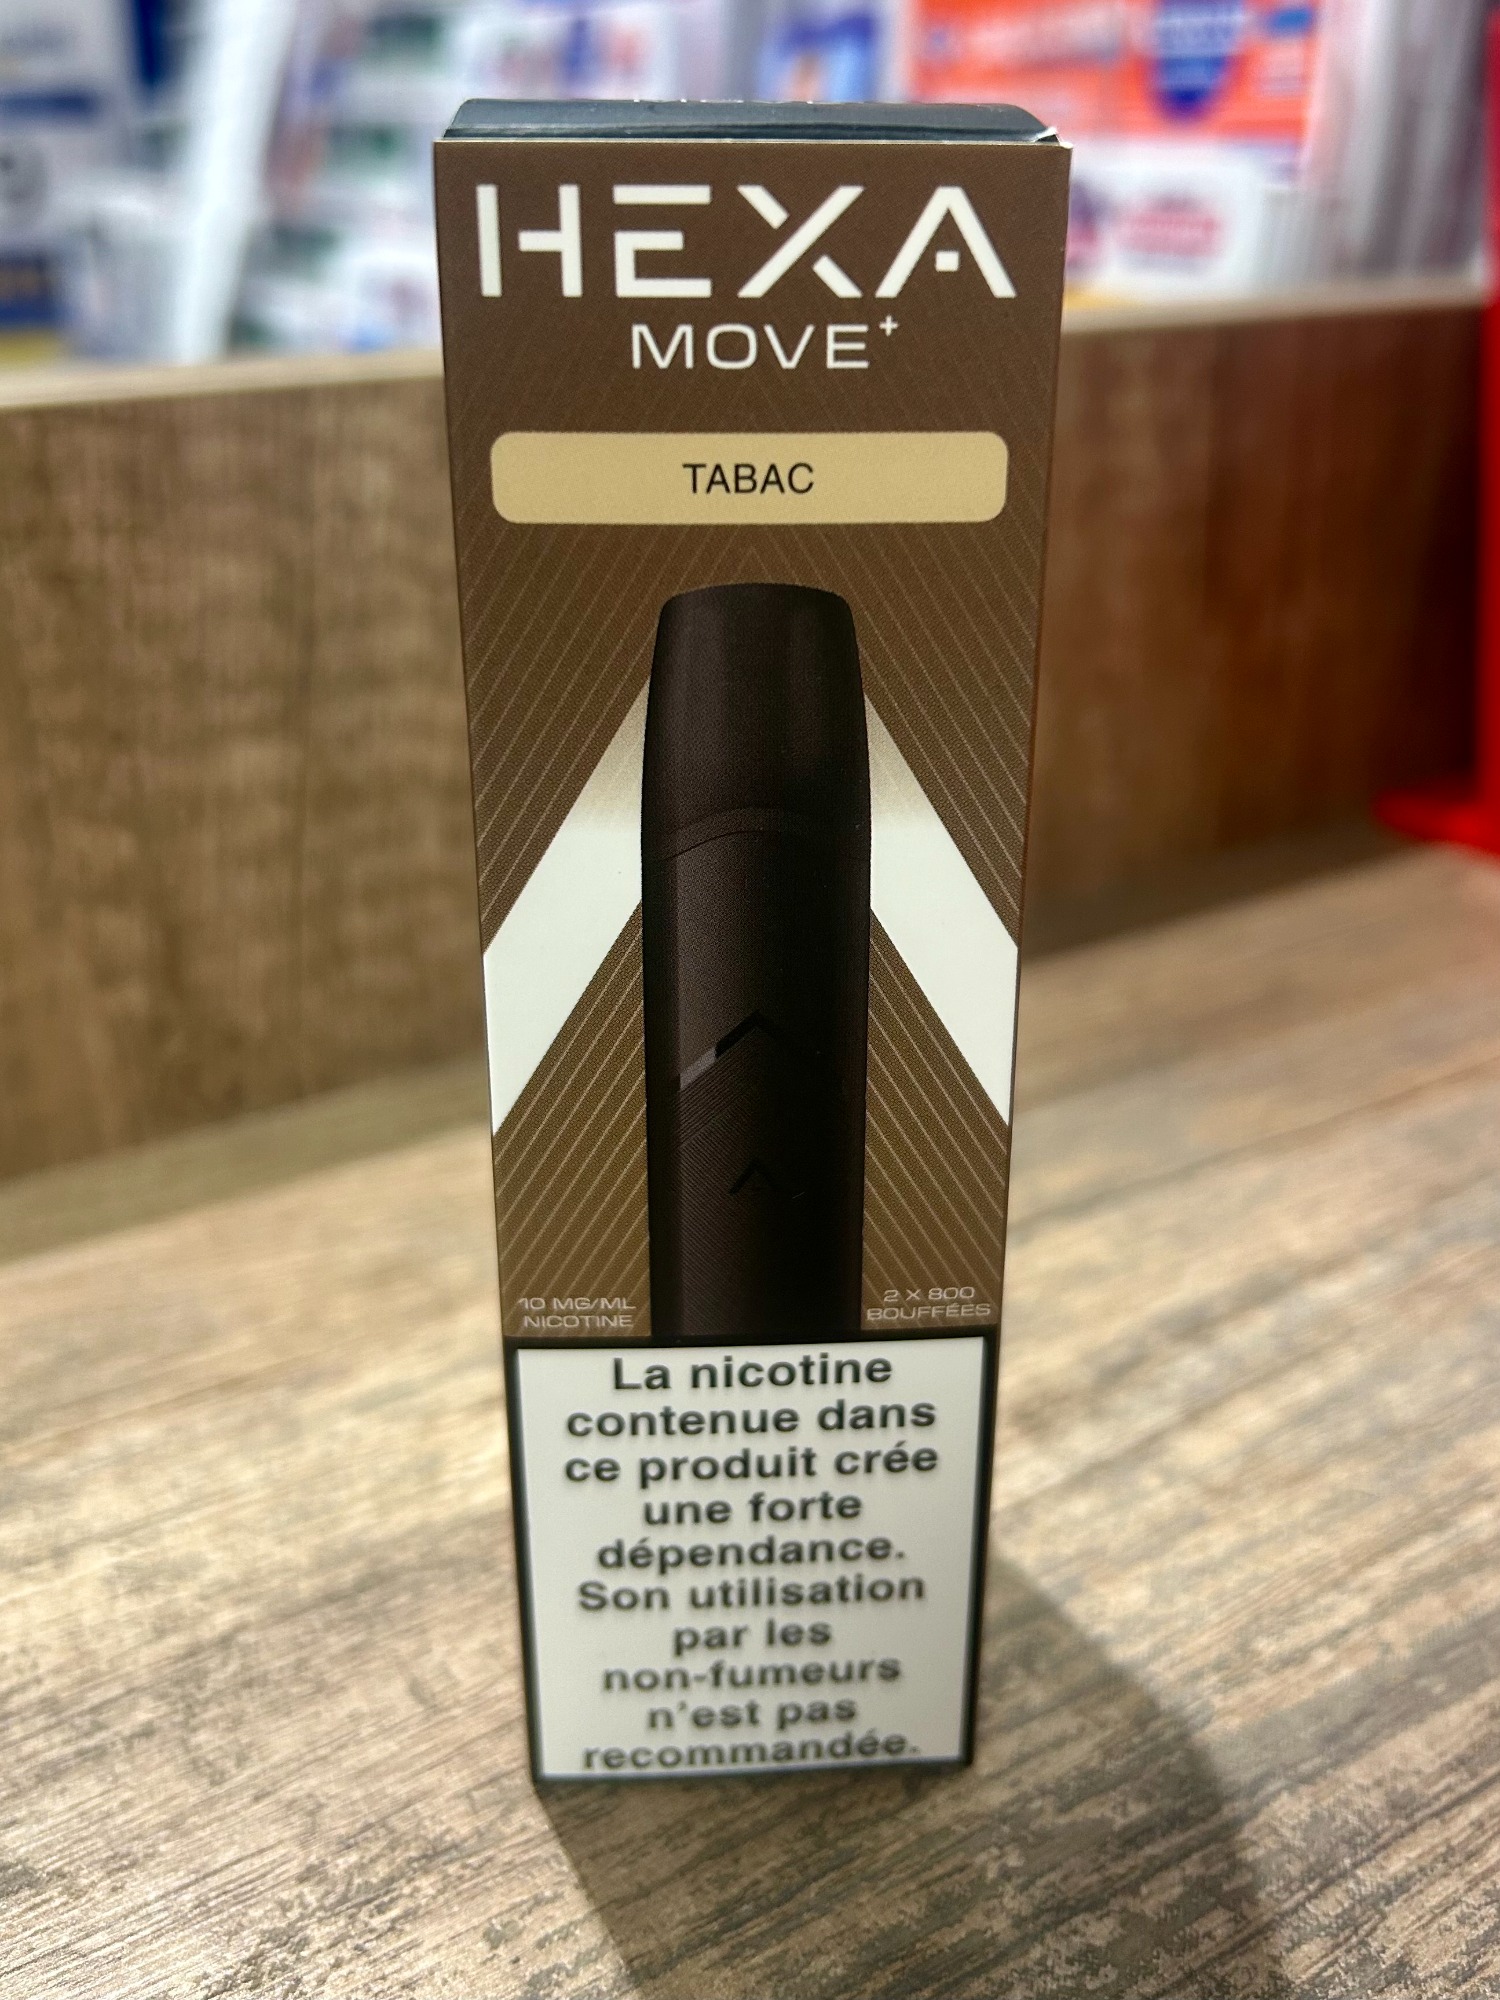 HEXA
MOVE+
TABAC
10 MG/ML
NICOTINE
2 X 800
BOUFFÉES
La nicotine
contenue dans
ce produit crée
une forte
dépendance.
Son utilisation
par les
non-fumeurs
n'est pas
recommandée.